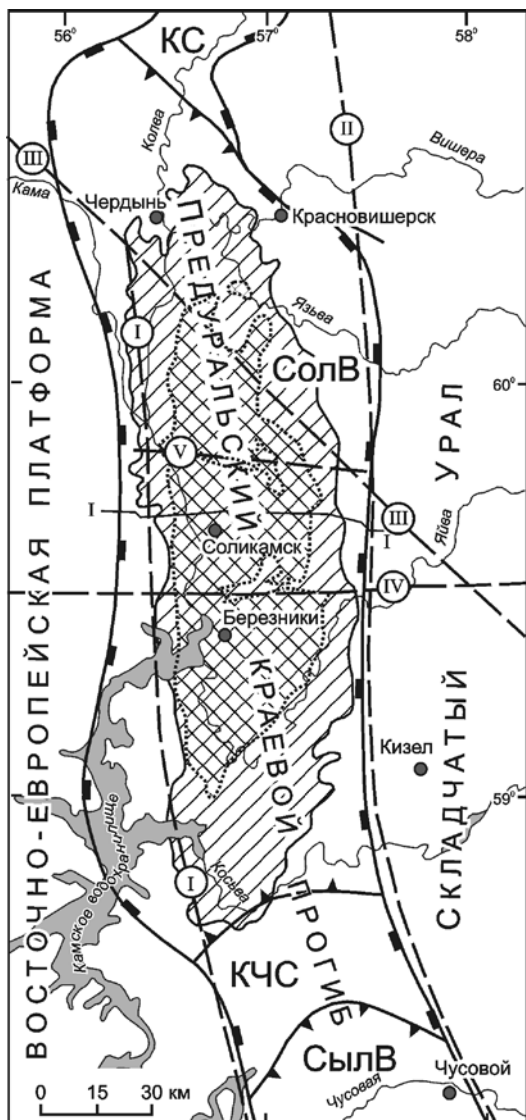 56°
57°
58°
КС
II
III
Колва
Вишера
Кама
Чердынь
Красновишерск
ПРЕДУРАЛЬСКИЙ
Язьва
I
СолВ
60°
ВОСТОЧНО-ЕВРОПЕЙСКАЯ ПЛАТФОРМА
УРАЛ
V
I
III
I
Яйва
Соликамск
IV
Березники
КРАЕВОЙ
СКЛАДЧАТЫЙ
Кизел
59°
Камское водохранилище
I
Косьва
ПРОГИБ
КЧС
СылВ
Чусовой
Чусовая
0 15 30 км